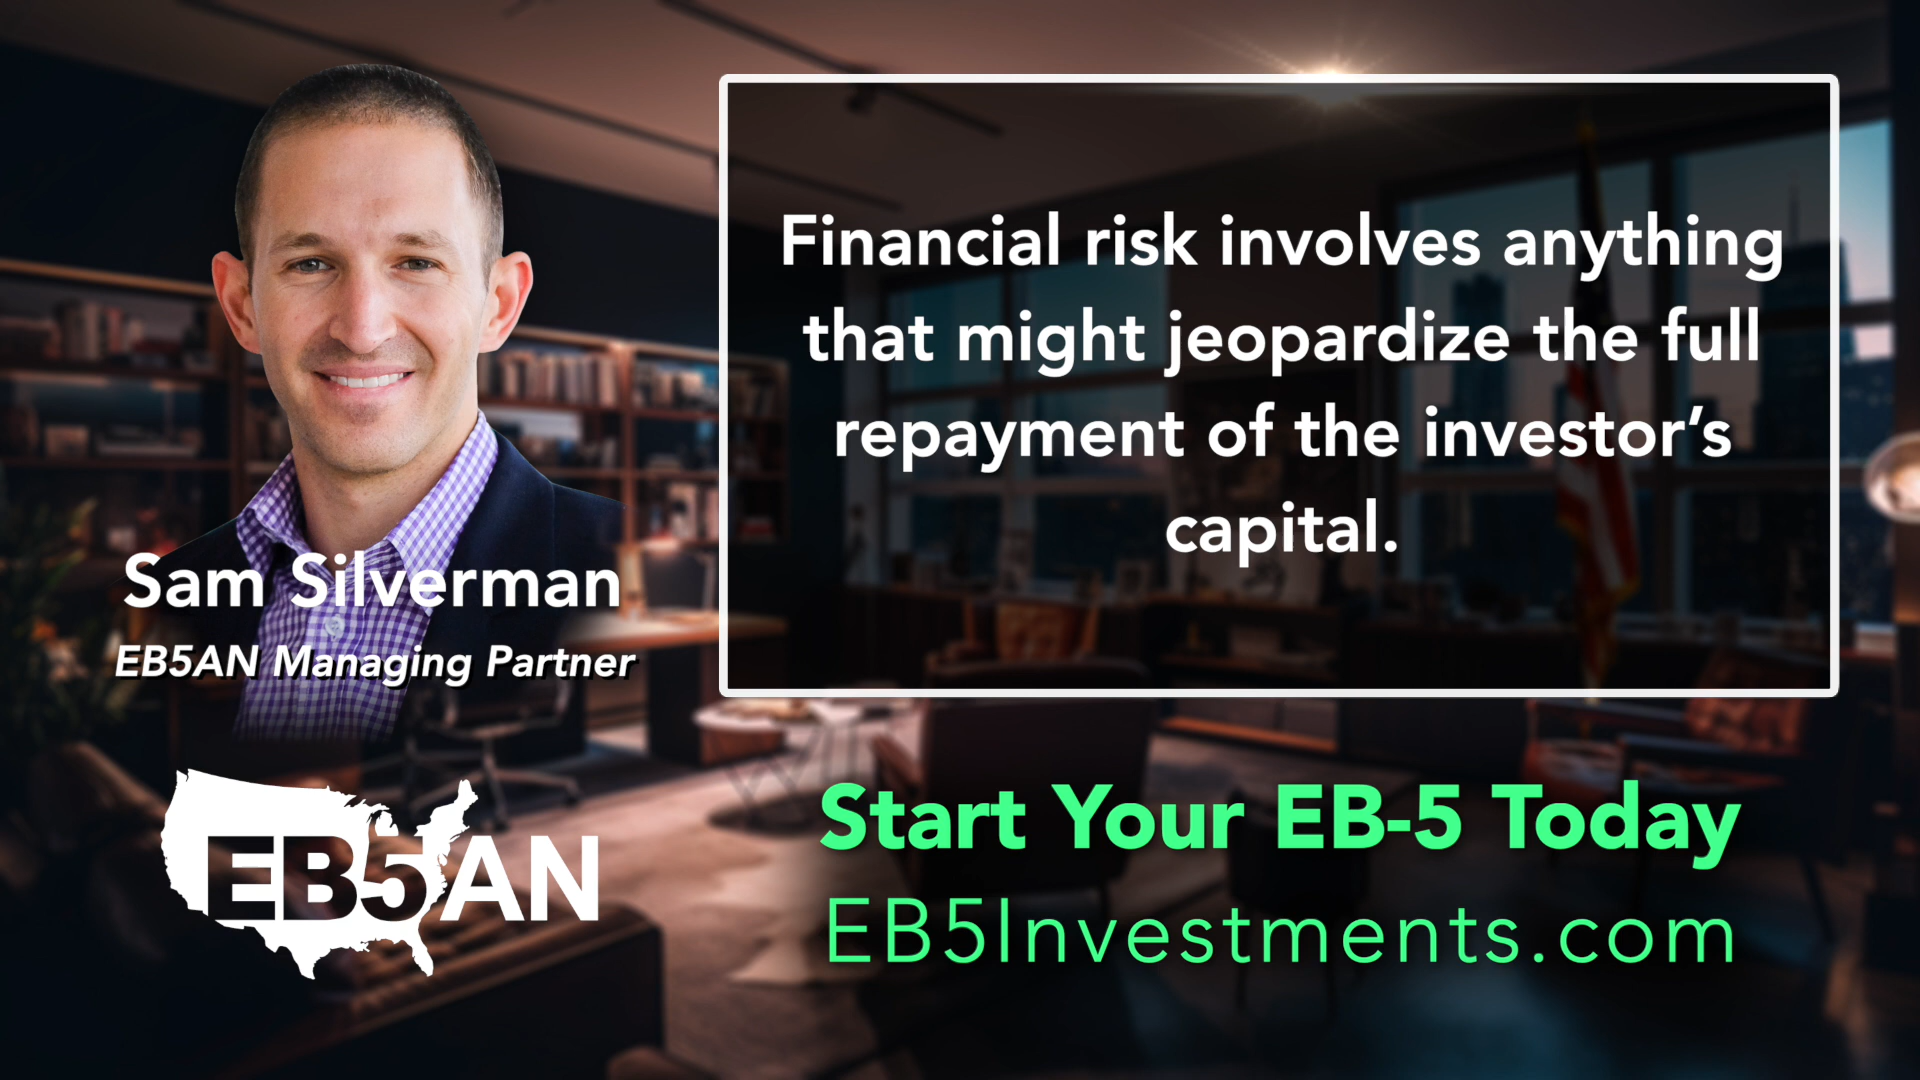 Financial risk involves anything
that might jeopardize the full
repayment of the investor’s
capital.
Sam Silverman
EB5AN Managing Partner
EB5AN
Start Your EB-5 Today
EB5Investments.com